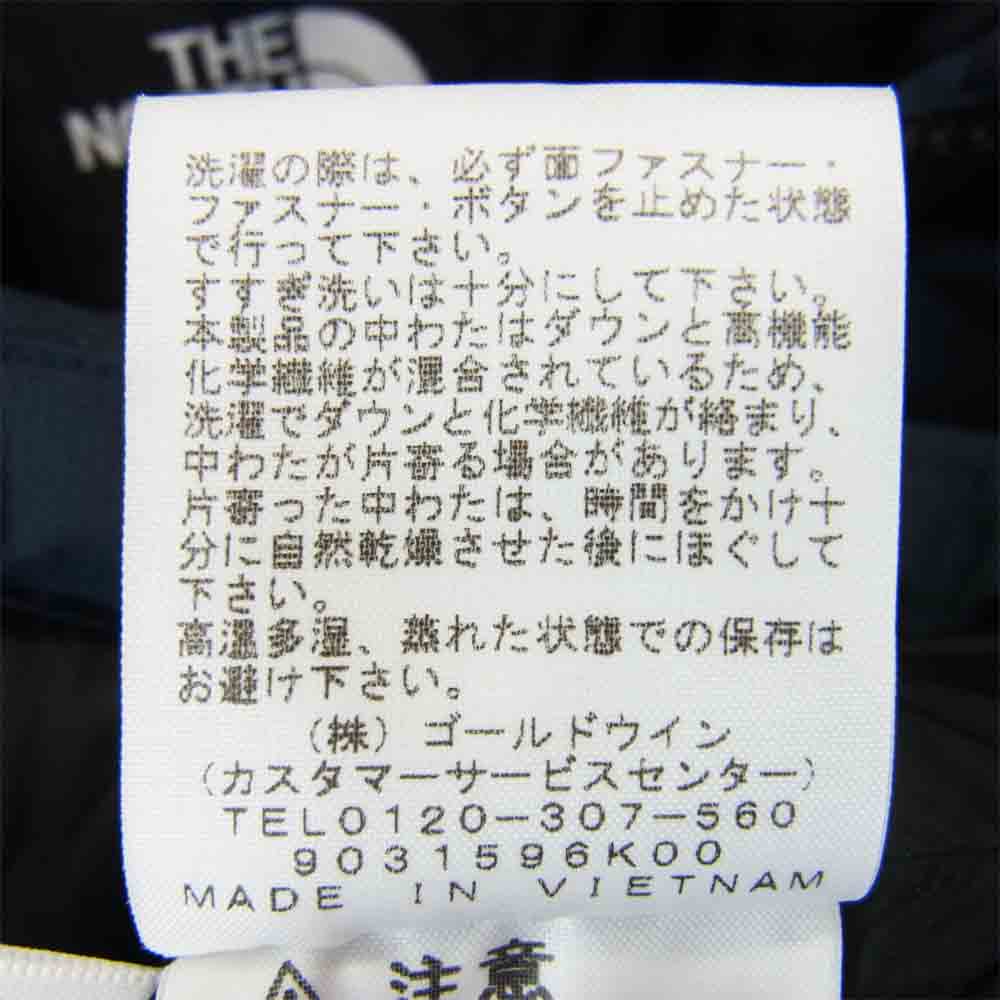 THE
洗濯の際は、必ず面ファスナー・
ファスナー・ボタンを止めた状態
で行って下さい。
すすぎ洗いは十分にして下さい。
本製品の中わたはダウンと高機能
化学繊維が混合されているため、
洗濯でダウンと化学繊維が絡まり、
中わたが片寄る場合があります。
片寄った中わたは、時間をかけ十
分に自然乾燥させた後にほぐして
下さい。
高温多湿、蒸れた状態での保存は
お避け下さい。
(株)ゴールドウイン
(カスタマーサービスセンター)
TEL0120-307-560
9031596K00
MADE IN VIETNAM
注意